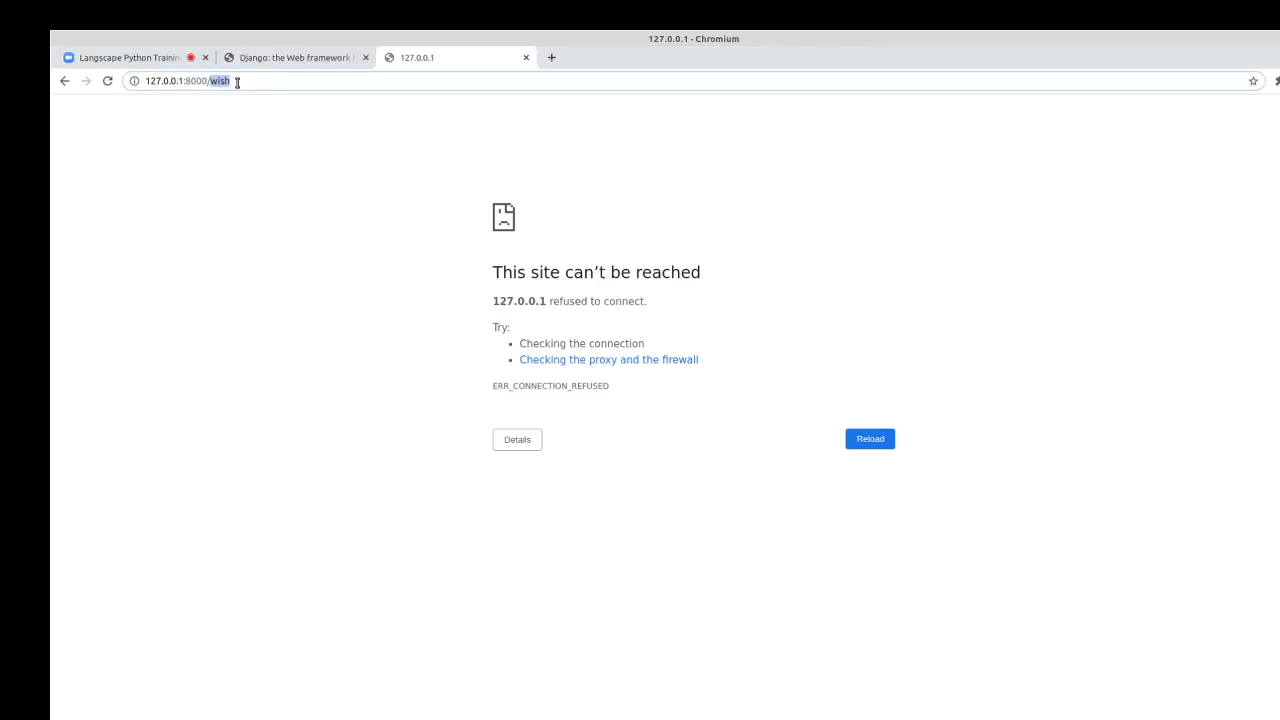 127.0.0.1 - Chromium
Langscape Python Trainin
Django: the Web framework
127.0.0.1
127.0.0.1:8000/wish
This site can’t be reached
127.0.0.1 refused to connect.
Try:
• Checking the connection
• Checking the proxy and the firewall
ERR_CONNECTION_REFUSED
Details
Reload